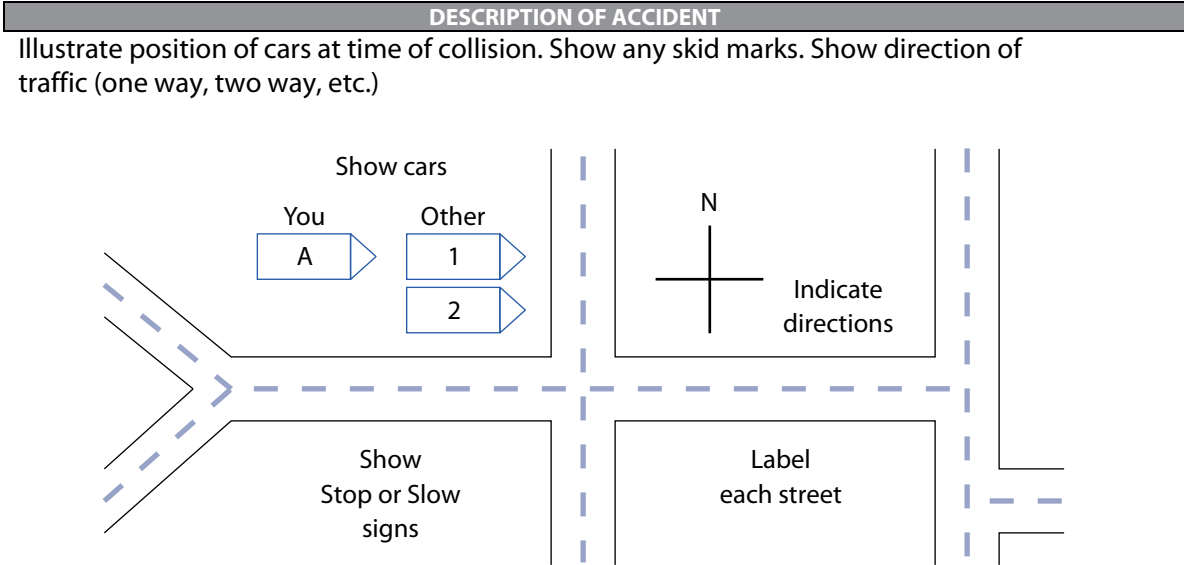 DESCRIPTION OF ACCIDENT
Illustrate position of cars at time of collision. Show any skid marks. Show direction of
traffic (one way, two way, etc.)
Show cars
You
Other
A
1
2
N
Indicate
directions
Show
Stop or Slow
signs
Label
each street